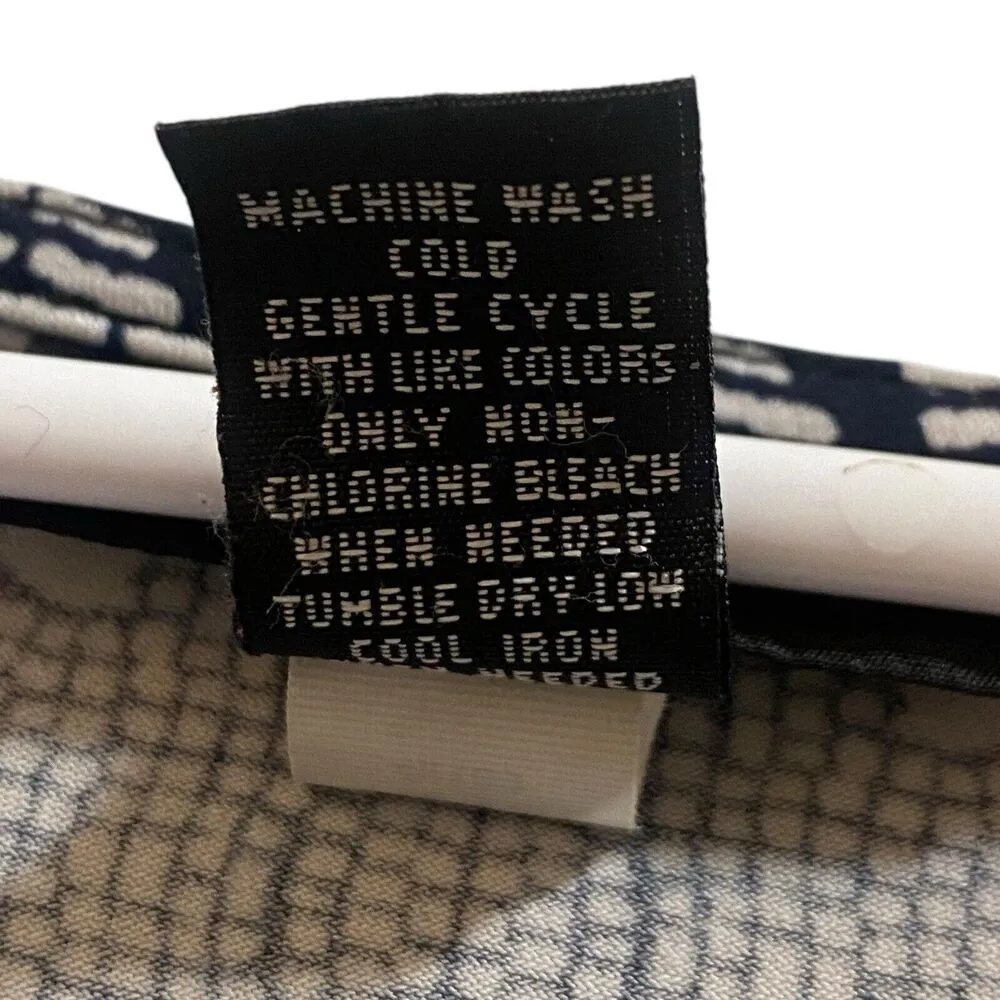 MACHINE WASH
COLD
GENTLE CYCLE
WITH LIKE COLORS
ONLY NON-
CHLORINE BLEACH
WHEN NEEDED
TUMBLE DRY LOW
COOL IRON
NEEDED